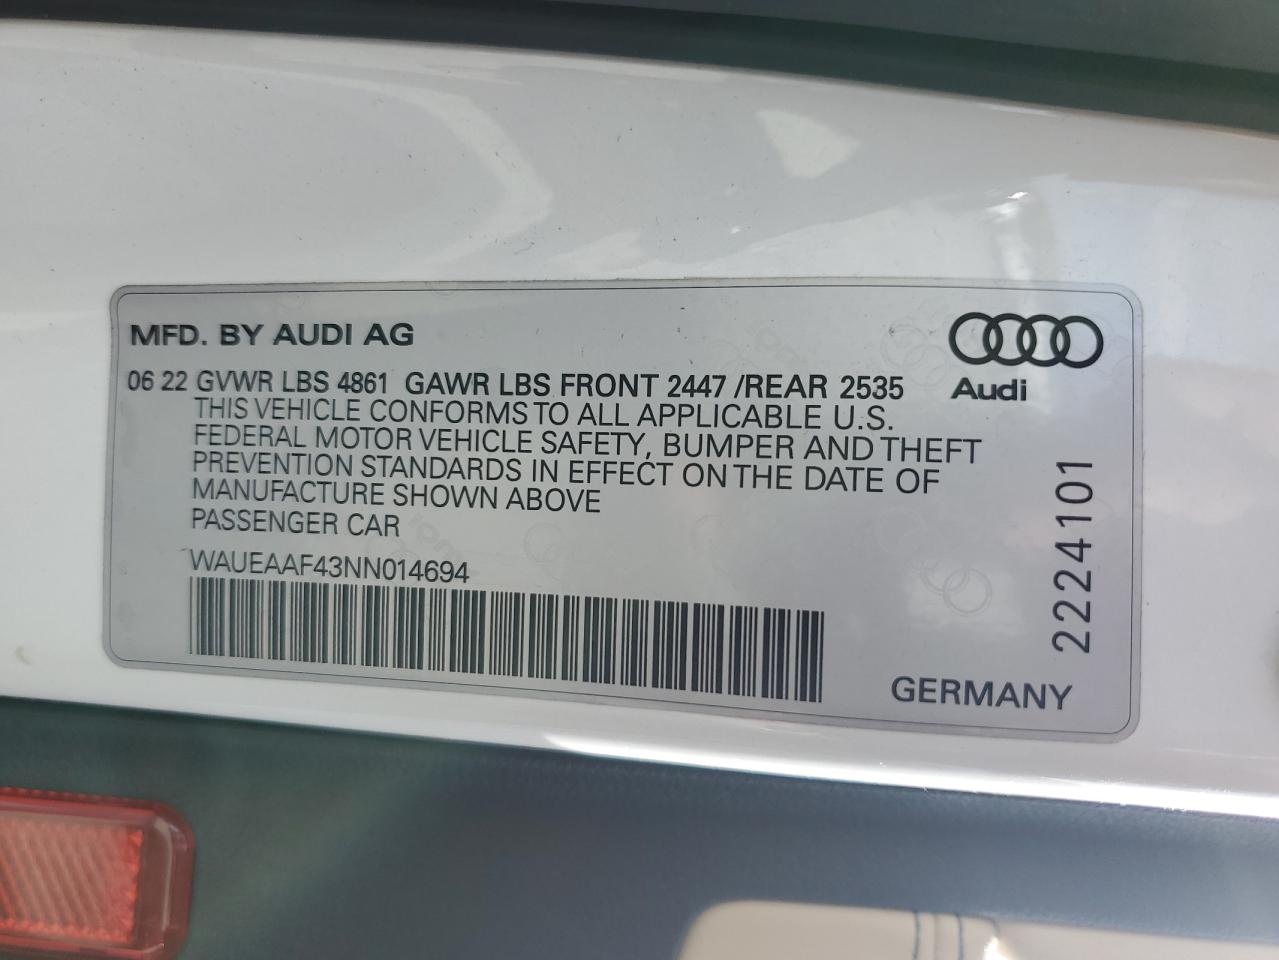 MFD. BY AUDI AG
Audi
06 22 GVWR LBS 4861 GAWR LBS FRONT 2447 /REAR 2535
THIS VEHICLE CONFORMS TO ALL APPLICABLE U.S.
FEDERAL MOTOR VEHICLE SAFETY, BUMPER AND THEFT
PREVENTION STANDARDS IN EFFECT ON THE DATE OF
MANUFACTURE SHOWN ABOVE
PASSENGER CAR
WAUEAAF43NN014694
2224101
GERMANY